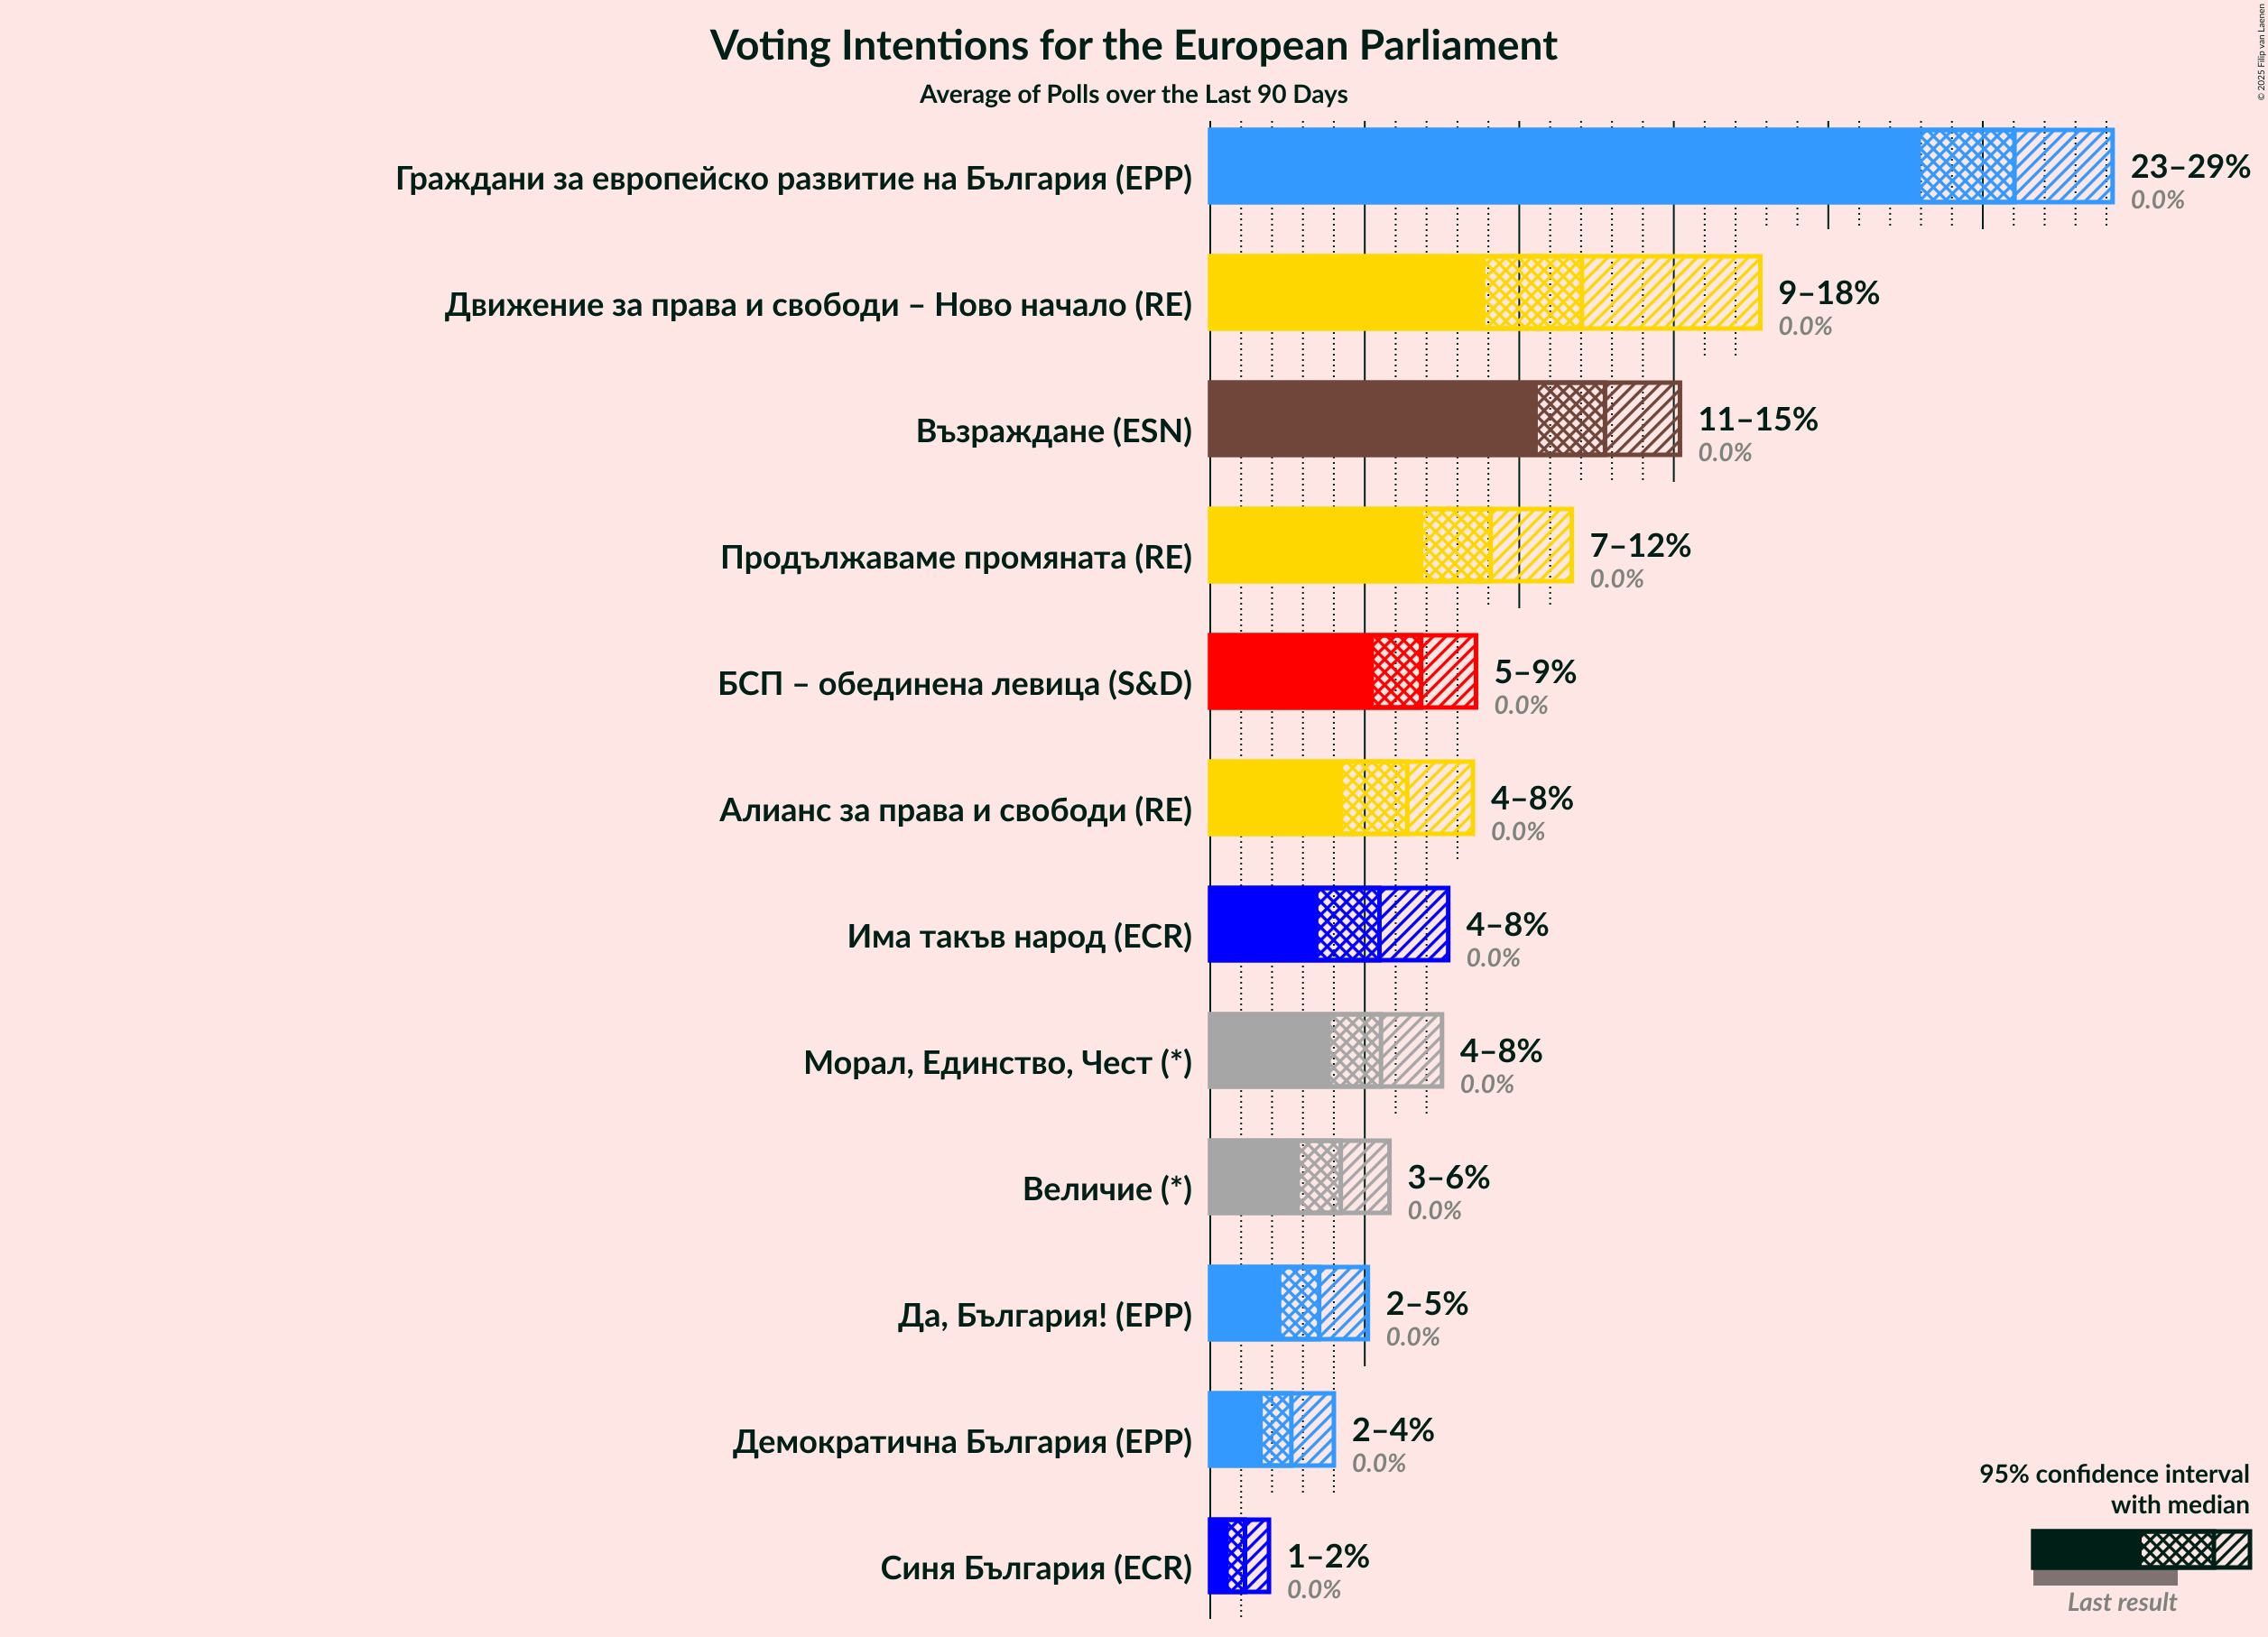 Voting Intentions for the European Parliament
Average of Polls over the Last 90 Days
© 2025 Filip van Laenen
Граждани за европейско развитие на България (EPP)
23–29%
0.0%
Движение за права и свободи – Ново начало (RE)
9–18%
0.0%
Възраждане (ESN)
11–15%
0.0%
Продължаваме промяната (RE)
7–12%
0.0%
БСП – обединена левица (S&D)
5–9%
0.0%
Алианс за права и свободи (RE)
4–8%
0.0%
Има такъв народ (ECR)
4–8%
0.0%
Морал, Единство, Чест (*)
4–8%
0.0%
Величие (*)
3–6%
0.0%
Да, България! (EPP)
2–5%
0.0%
Демократична България (EPP)
2–4%
0.0%
Синя България (ECR)
1–2%
0.0%
95% confidence interval
with median
Last result